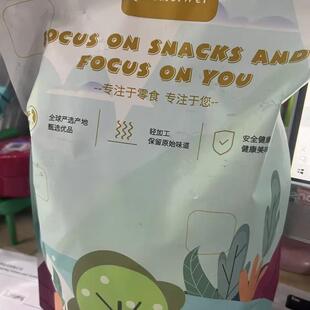 FOCUS ON SNACKS AND
FOCUS ON YOU
--专注于零食 专注于您--
全球严选产地
甄选优品
轻加工
保留原始味道
安全健康
健康美味